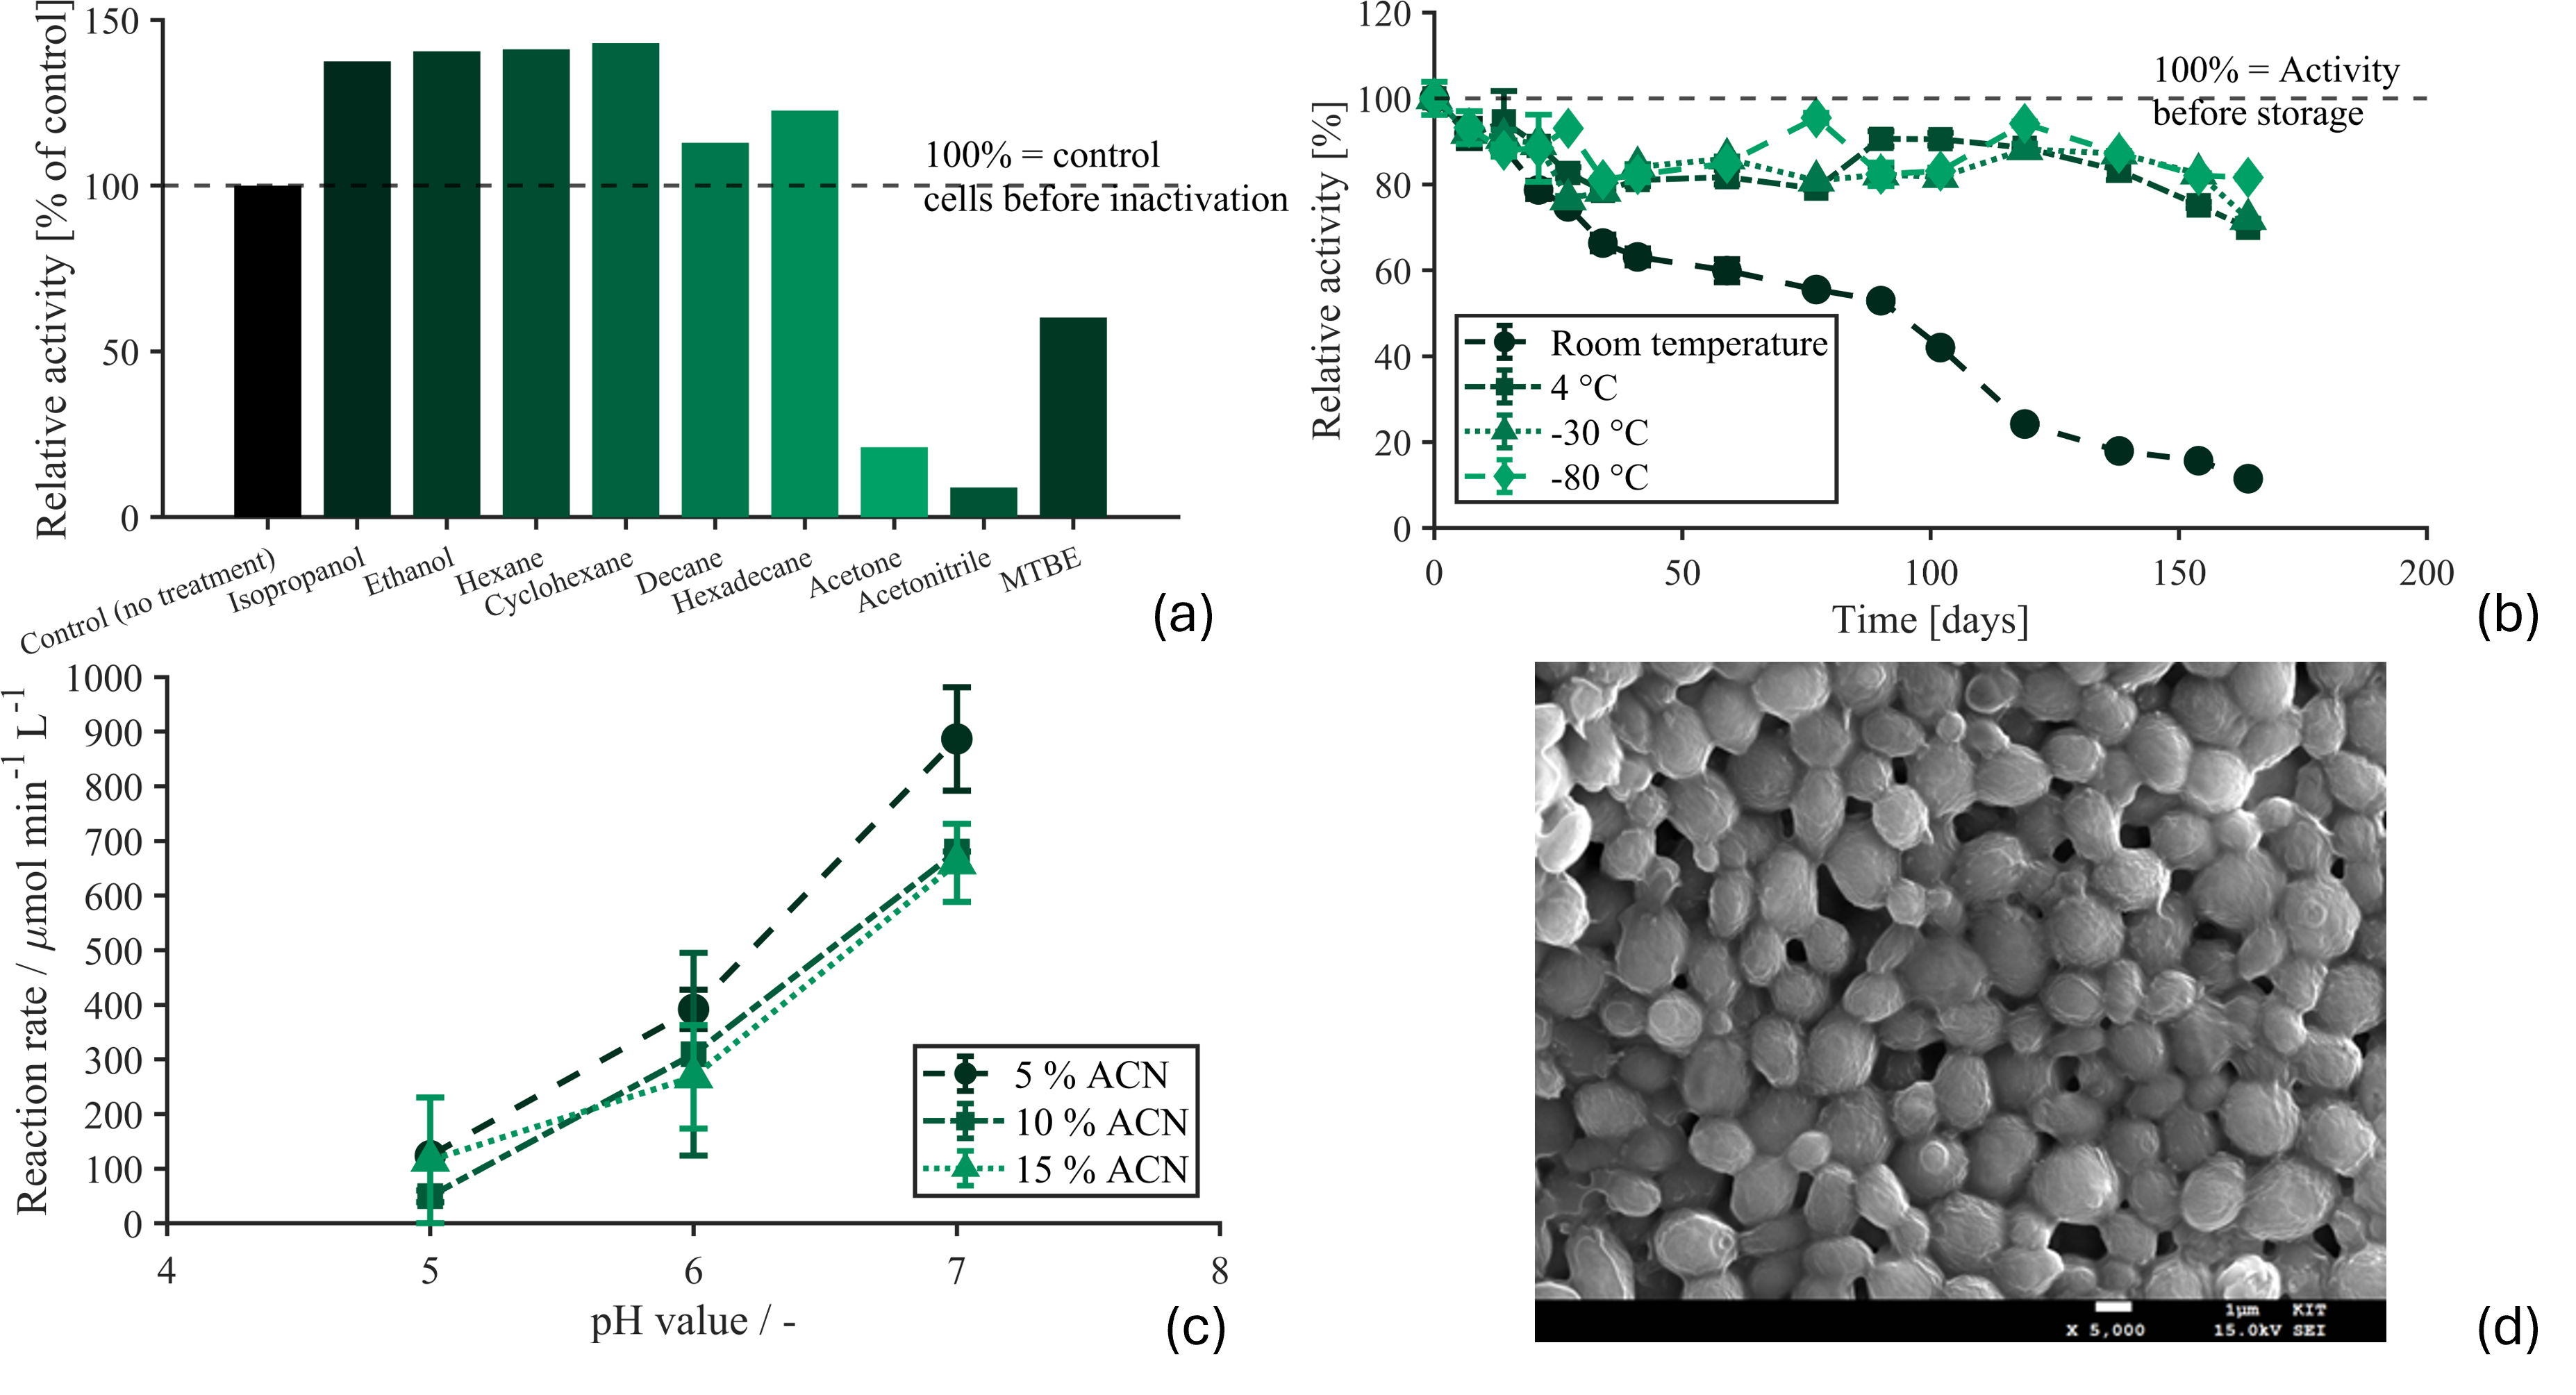 Relative activity [% of control]
150
100
50
0
100% = control
cells before inactivation
Control (no treatment)
Isopropanol
Ethanol
Hexane
Cyclohexane
Decane
Hexadecane
Acetone
Acetonitrile
MTBE
(a)
Relative activity [%]
120
100
80
60
40
20
0
100% = Activity
before storage
Room temperature
4 °C
-30 °C
-80 °C
0 50 100 150 200
Time [days]
(b)
Reaction rate / µmol min⁻¹ L⁻¹
1000
900
800
700
600
500
400
300
200
100
0
5 % ACN
10 % ACN
15 % ACN
4 5 6 7 8
pH value / -
(c)
1µm KIT
X 5,000 15.0kV SEI
(d)